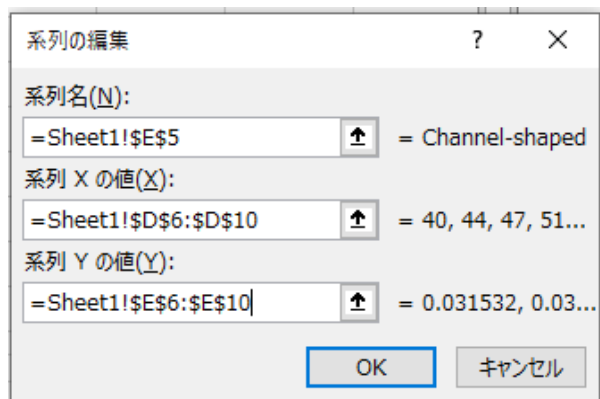 系列の編集 ? ×
系列名(N):
=Sheet1!$E$5 = Channel-shaped
系列 X の値(X):
=Sheet1!$D$6:$D$10 = 40, 44, 47, 51...
系列 Y の値(Y):
=Sheet1!$E$6:$E$10 = 0.031532, 0.03...
OK キャンセル